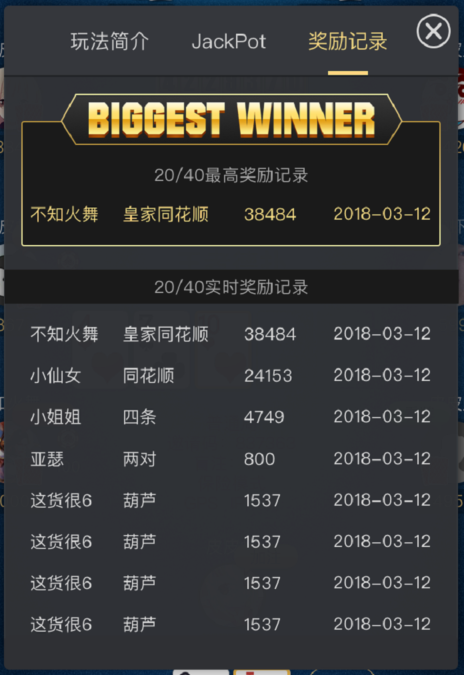 玩法简介 JackPot 奖励记录
BIGGEST WINNER
20/40最高奖励记录
不知火舞 皇家同花顺 38484 2018-03-12
20/40实时奖励记录
不知火舞 皇家同花顺 38484 2018-03-12
小仙女 同花顺 24153 2018-03-12
小姐姐 四条 4749 2018-03-12
亚瑟 两对 800 2018-03-12
这货很6 葫芦 1537 2018-03-12
这货很6 葫芦 1537 2018-03-12
这货很6 葫芦 1537 2018-03-12
这货很6 葫芦 1537 2018-03-12